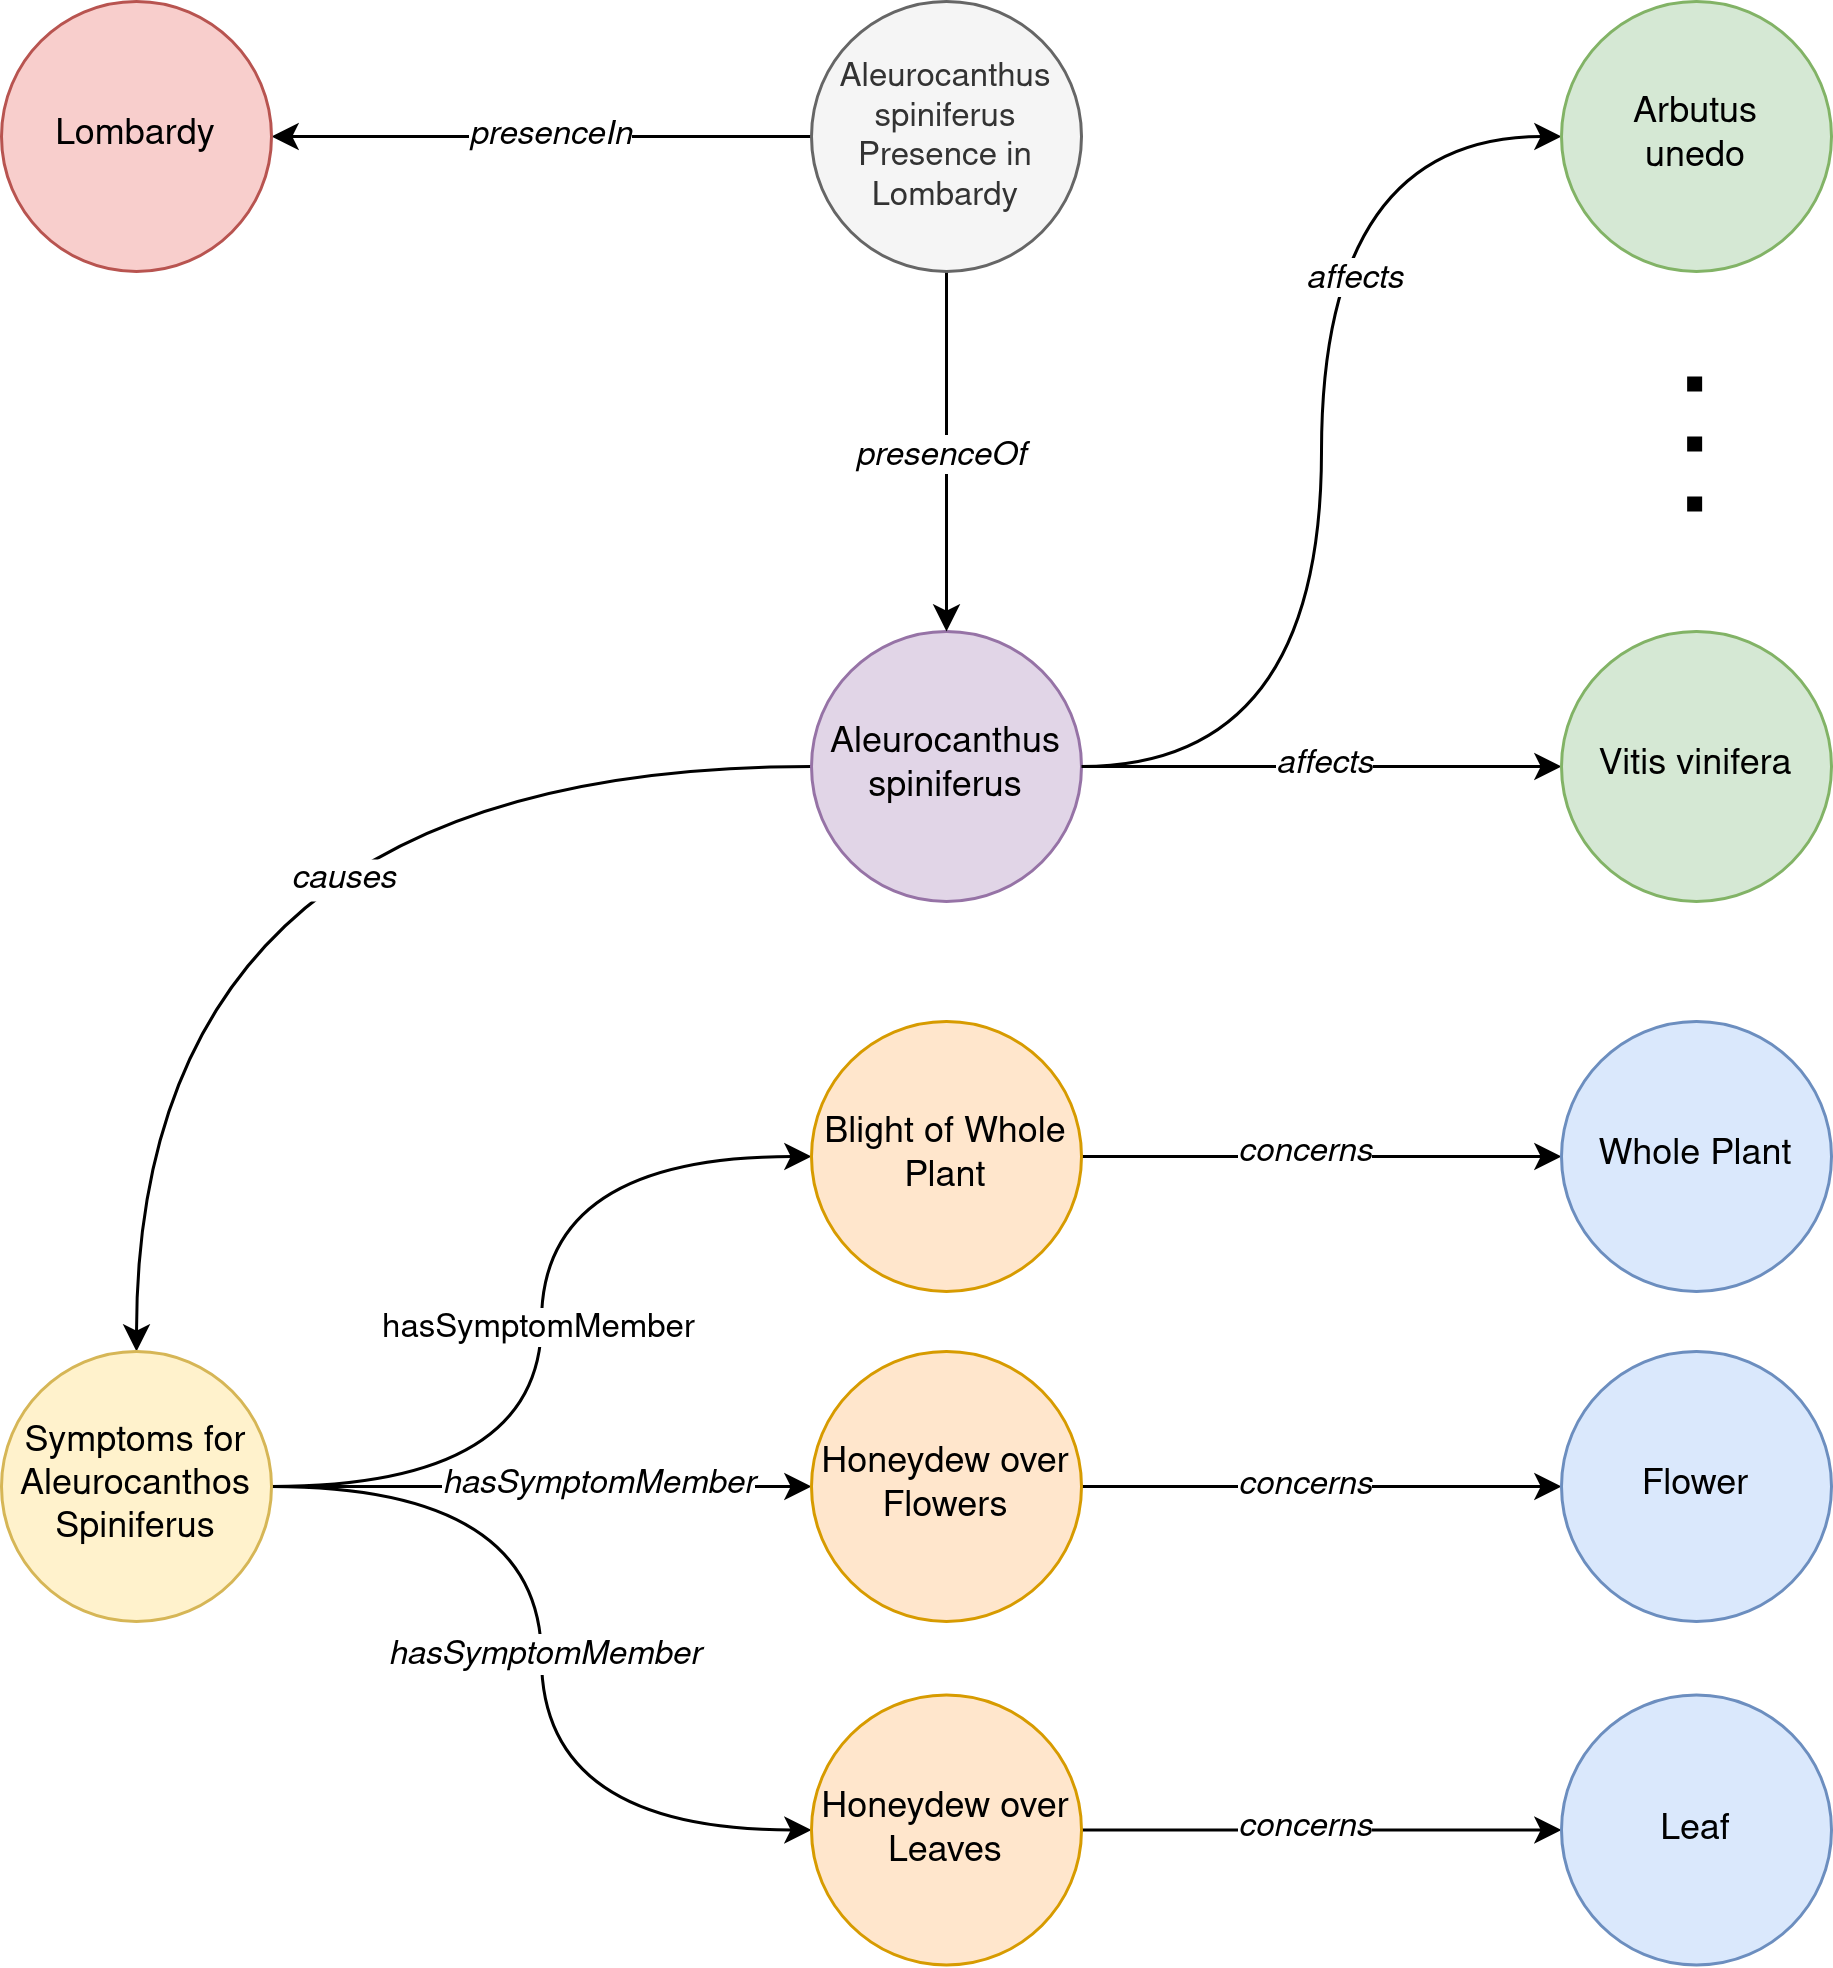 Lombardy
presenceIn
Aleurocanthus
spiniferus
Presence in
Lombardy
Arbutus
unedo
affects
presenceOf
Aleurocanthus
spiniferus
affects
Vitis vinifera
causes
Blight of Whole
Plant
concerns
Whole Plant
hasSymptomMember
Symptoms for
Aleurocanthos
Spiniferus
hasSymptomMember
Honeydew over
Flowers
concerns
Flower
hasSymptomMember
Honeydew over
Leaves
concerns
Leaf